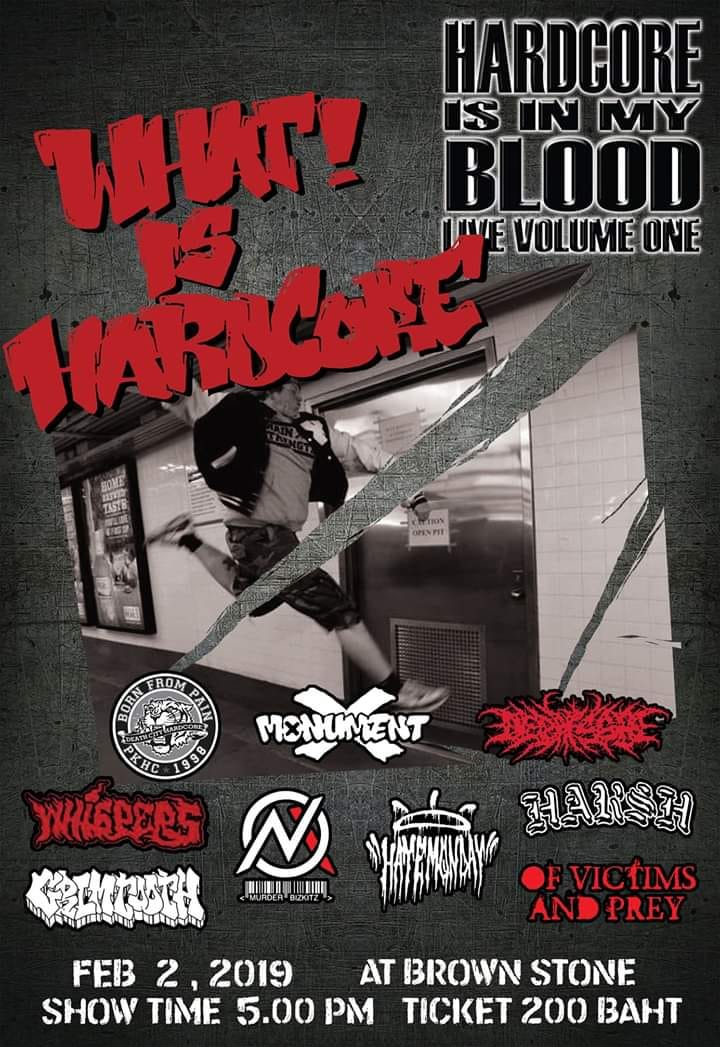 HARDCORE
IS IN MY
BLOOD
LIVE VOLUME ONE
WHAT!
IS
HARDCORE
HOME
TASTE
CAUTION
OPEN PIT
BORN FROM PAIN
DEATH CITY HARDCORE
PKHC 1998
MONUMENT X
WHISPERS
N
MURDER BIZKITZ
HATEMONDAY
HARSH
GRIMTOOTH
OF VICTIMS
AND PREY
FEB 2, 2019 AT BROWN STONE
SHOW TIME 5.00 PM TICKET 200 BAHT